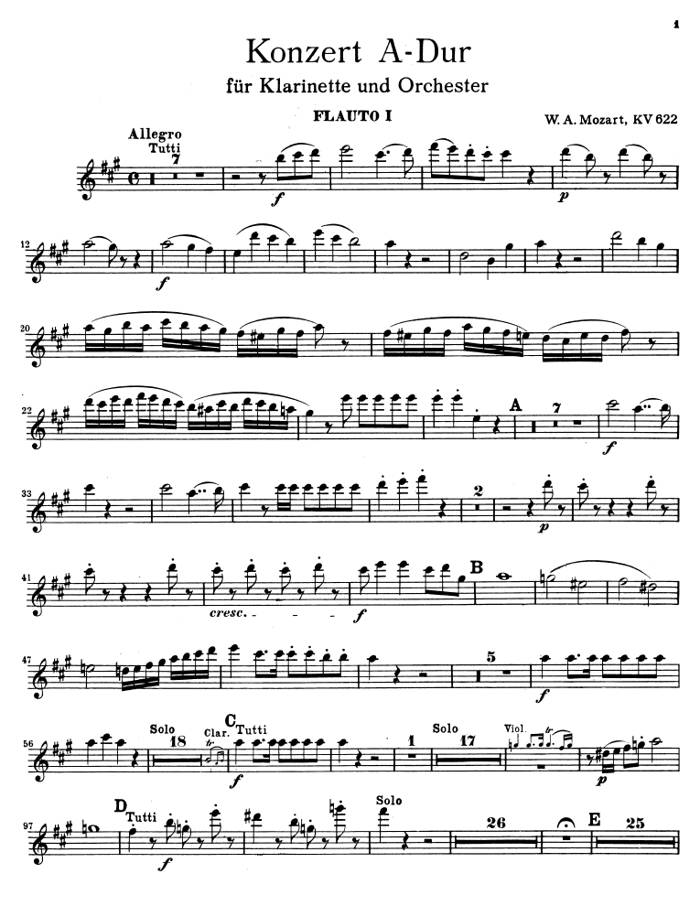 1
Konzert A-Dur
für Klarinette und Orchester
FLAUTO I
W. A. Mozart, KV 622
Allegro
Tutti
7
f
p
12
f
20
22
A
7
f
33
2
p
41
cresc.
f
B
47
5
f
56
Solo
18
Clar.
tr
C
Tutti
f
1
Solo
17
Viol.
tr
p
97
D
Tutti
f
Solo
26
E
25